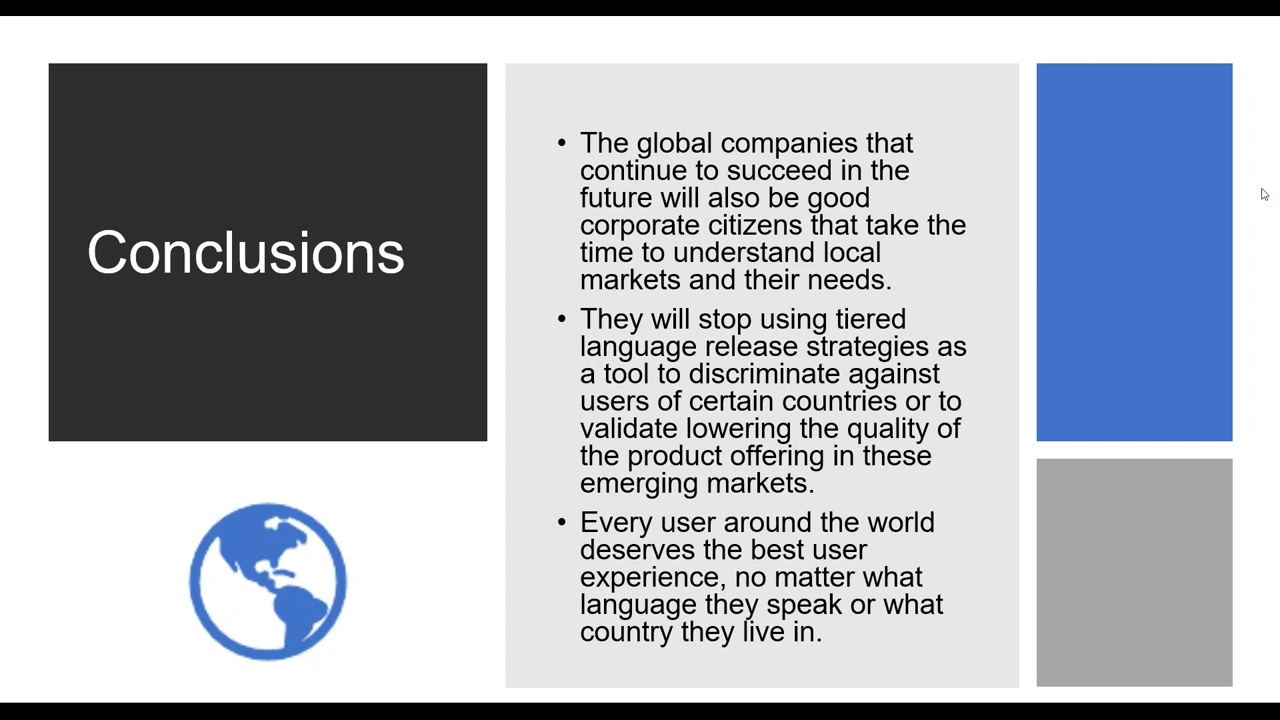 Conclusions
• The global companies that
continue to succeed in the
future will also be good
corporate citizens that take the
time to understand local
markets and their needs.
• They will stop using tiered
language release strategies as
a tool to discriminate against
users of certain countries or to
validate lowering the quality of
the product offering in these
emerging markets.
• Every user around the world
deserves the best user
experience, no matter what
language they speak or what
country they live in.